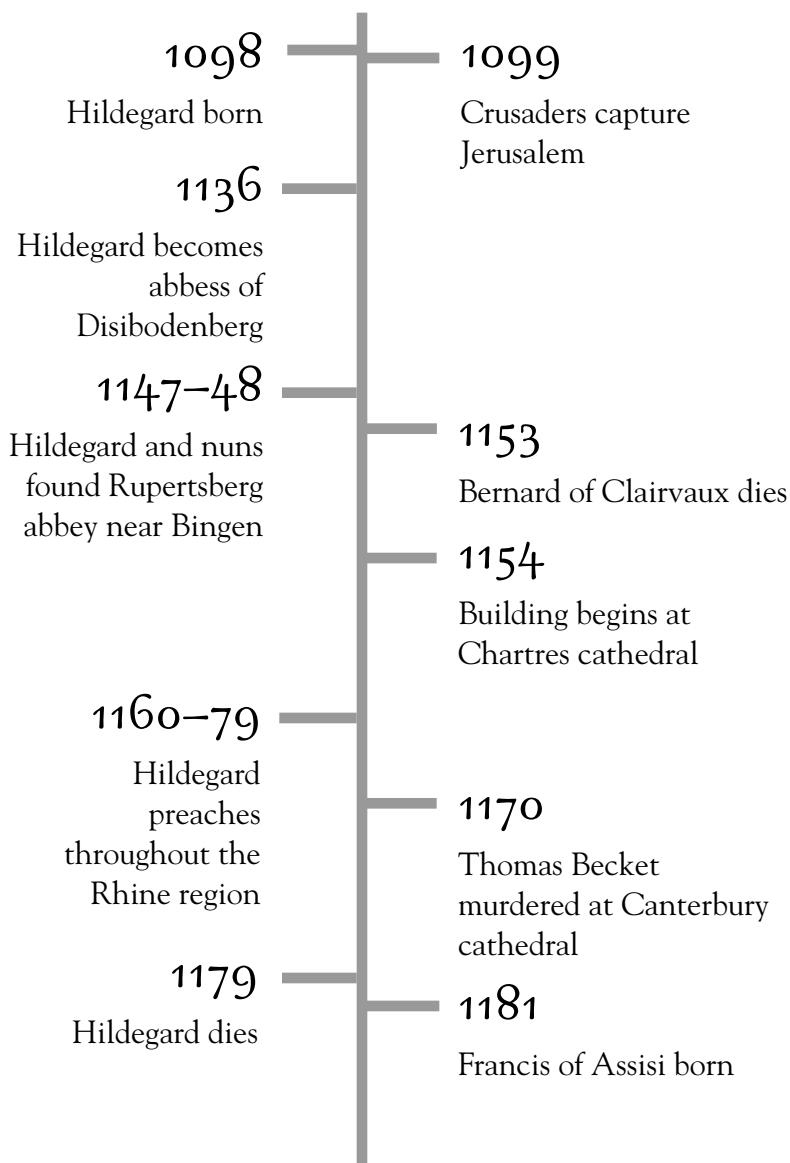 1098
Hildegard born
1099
Crusaders capture
Jerusalem
1136
Hildegard becomes
abbess of
Disibodenberg
1147–48
Hildegard and nuns
found Rupertsberg
abbey near Bingen
1153
Bernard of Clairvaux dies
1154
Building begins at
Chartres cathedral
1160–79
Hildegard
preaches
throughout the
Rhine region
1170
Thomas Becket
murdered at Canterbury
cathedral
1179
Hildegard dies
1181
Francis of Assisi born